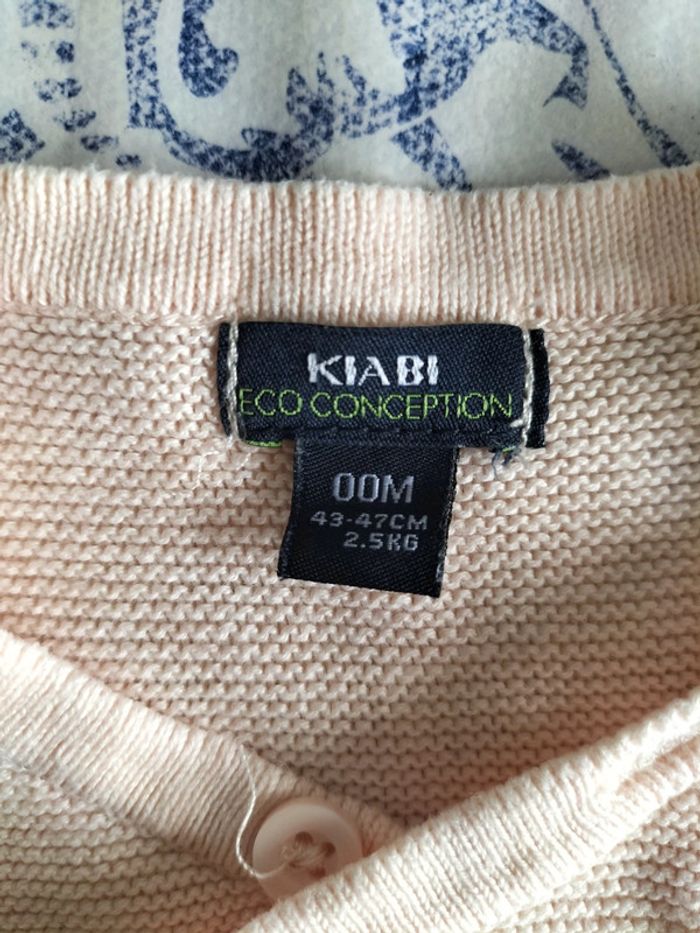 KIABI
ECO CONCEPTION
00M
43-47CM
2.5KG